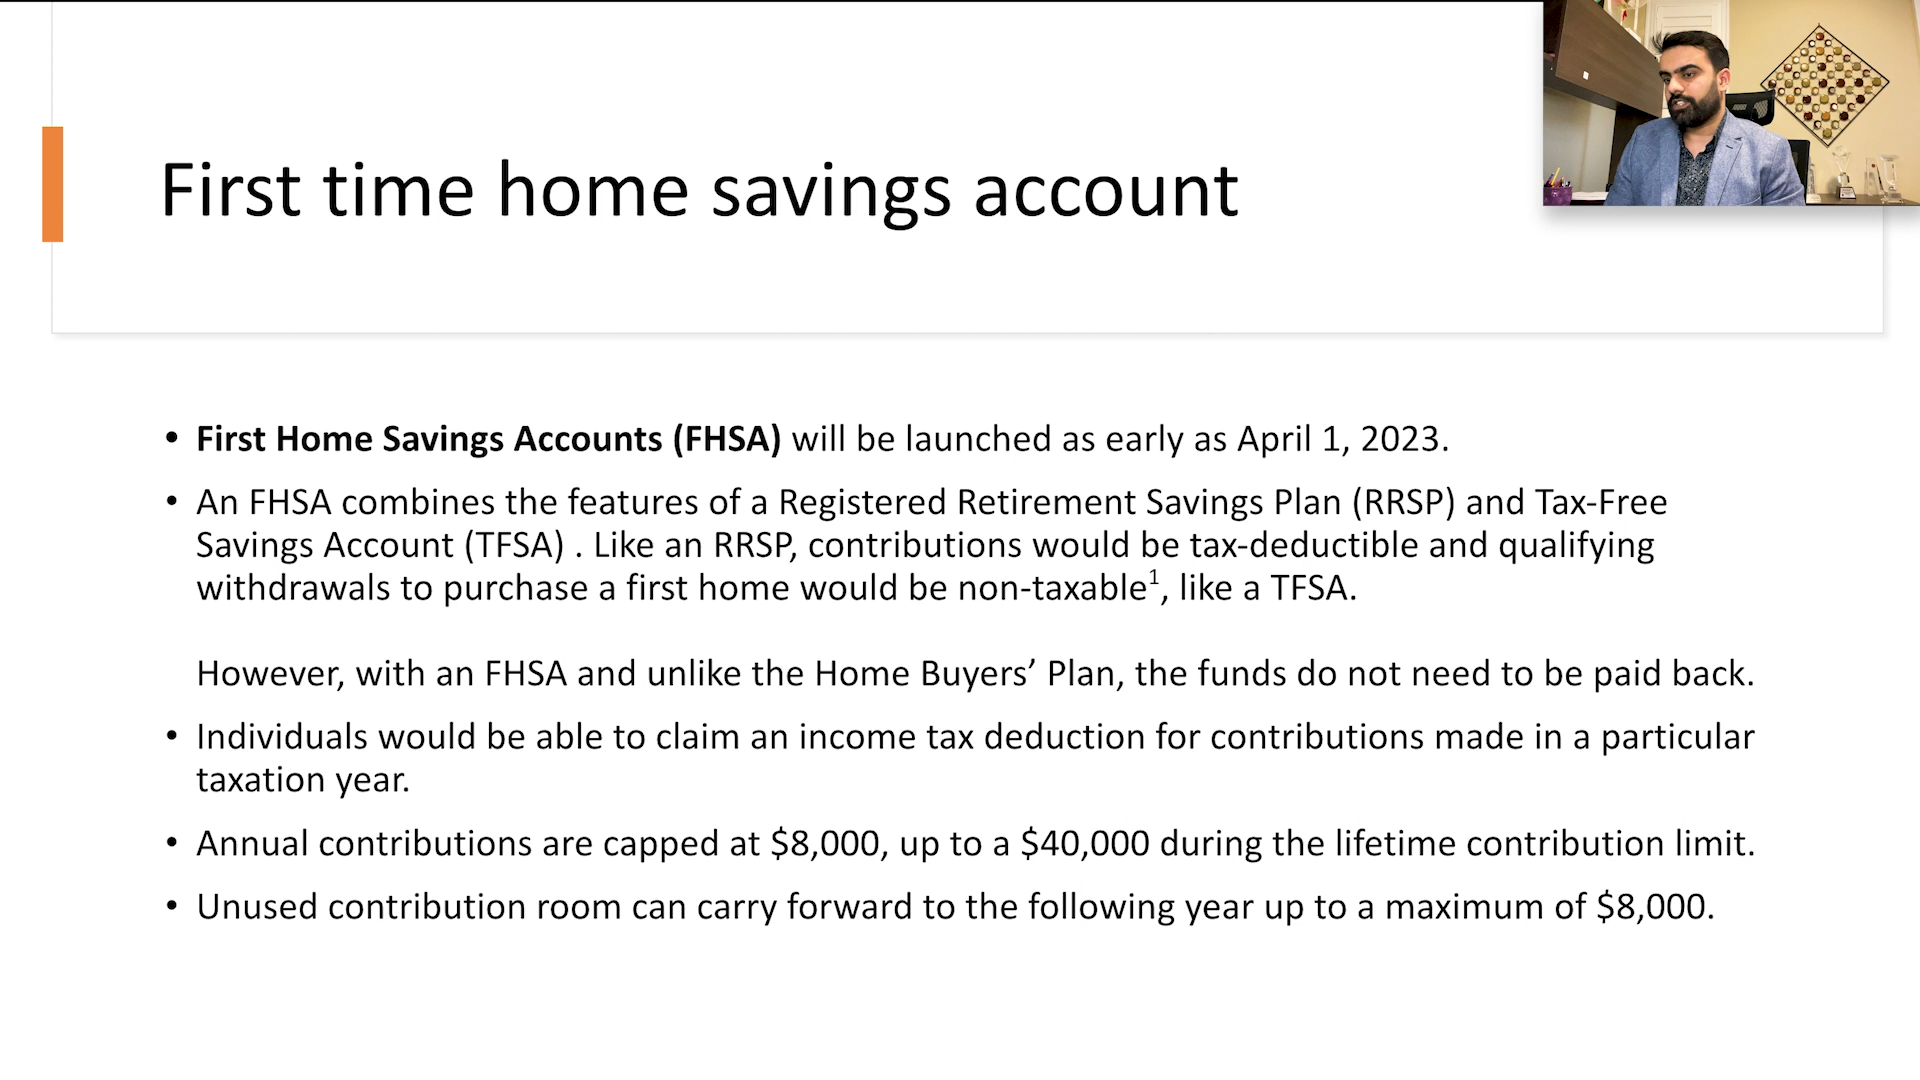 First time home savings account
• First Home Savings Accounts (FHSA) will be launched as early as April 1, 2023.
• An FHSA combines the features of a Registered Retirement Savings Plan (RRSP) and Tax-Free
Savings Account (TFSA) . Like an RRSP, contributions would be tax-deductible and qualifying
withdrawals to purchase a first home would be non-taxable¹, like a TFSA.
However, with an FHSA and unlike the Home Buyers’ Plan, the funds do not need to be paid back.
• Individuals would be able to claim an income tax deduction for contributions made in a particular
taxation year.
• Annual contributions are capped at $8,000, up to a $40,000 during the lifetime contribution limit.
• Unused contribution room can carry forward to the following year up to a maximum of $8,000.